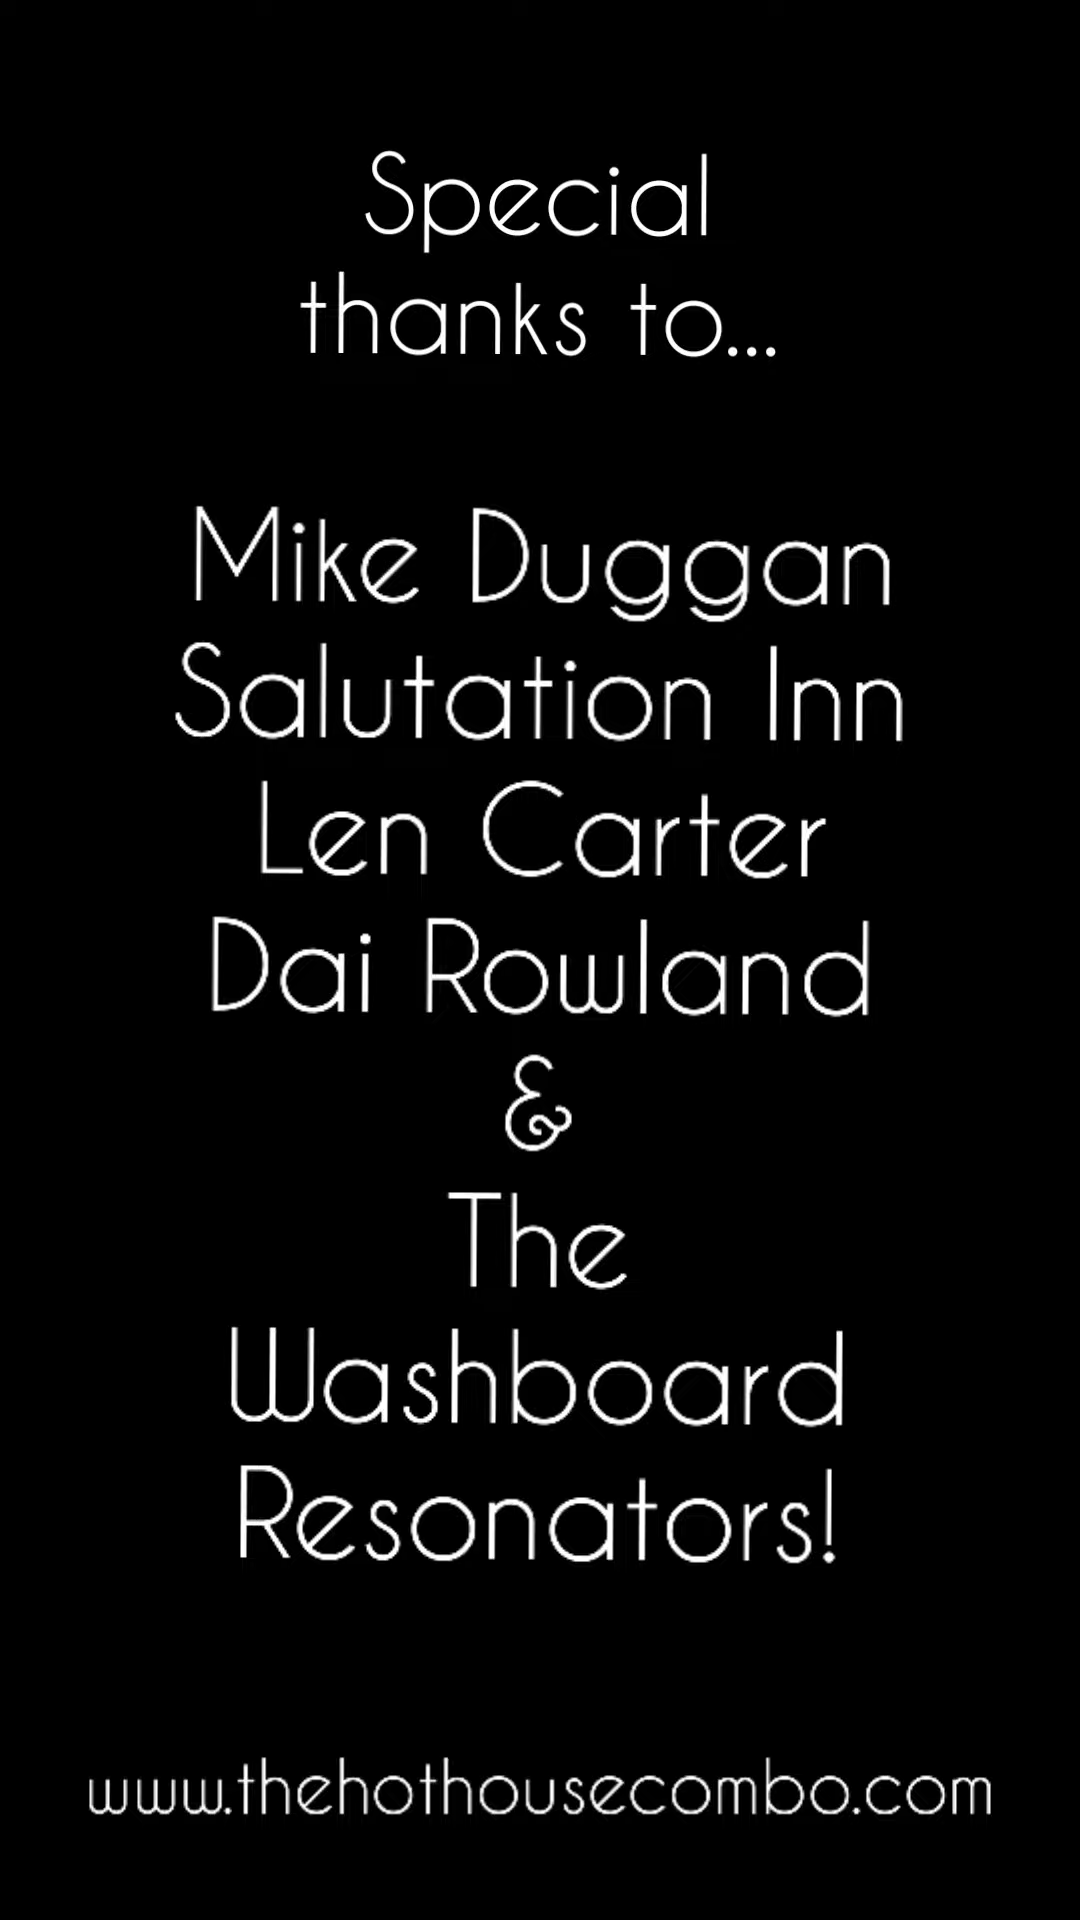 Special
thanks to...
Mike Duggan
Salutation Inn
Len Carter
Dai Rowland
&
The
Washboard
Resonators!
www.thehothousecombo.com